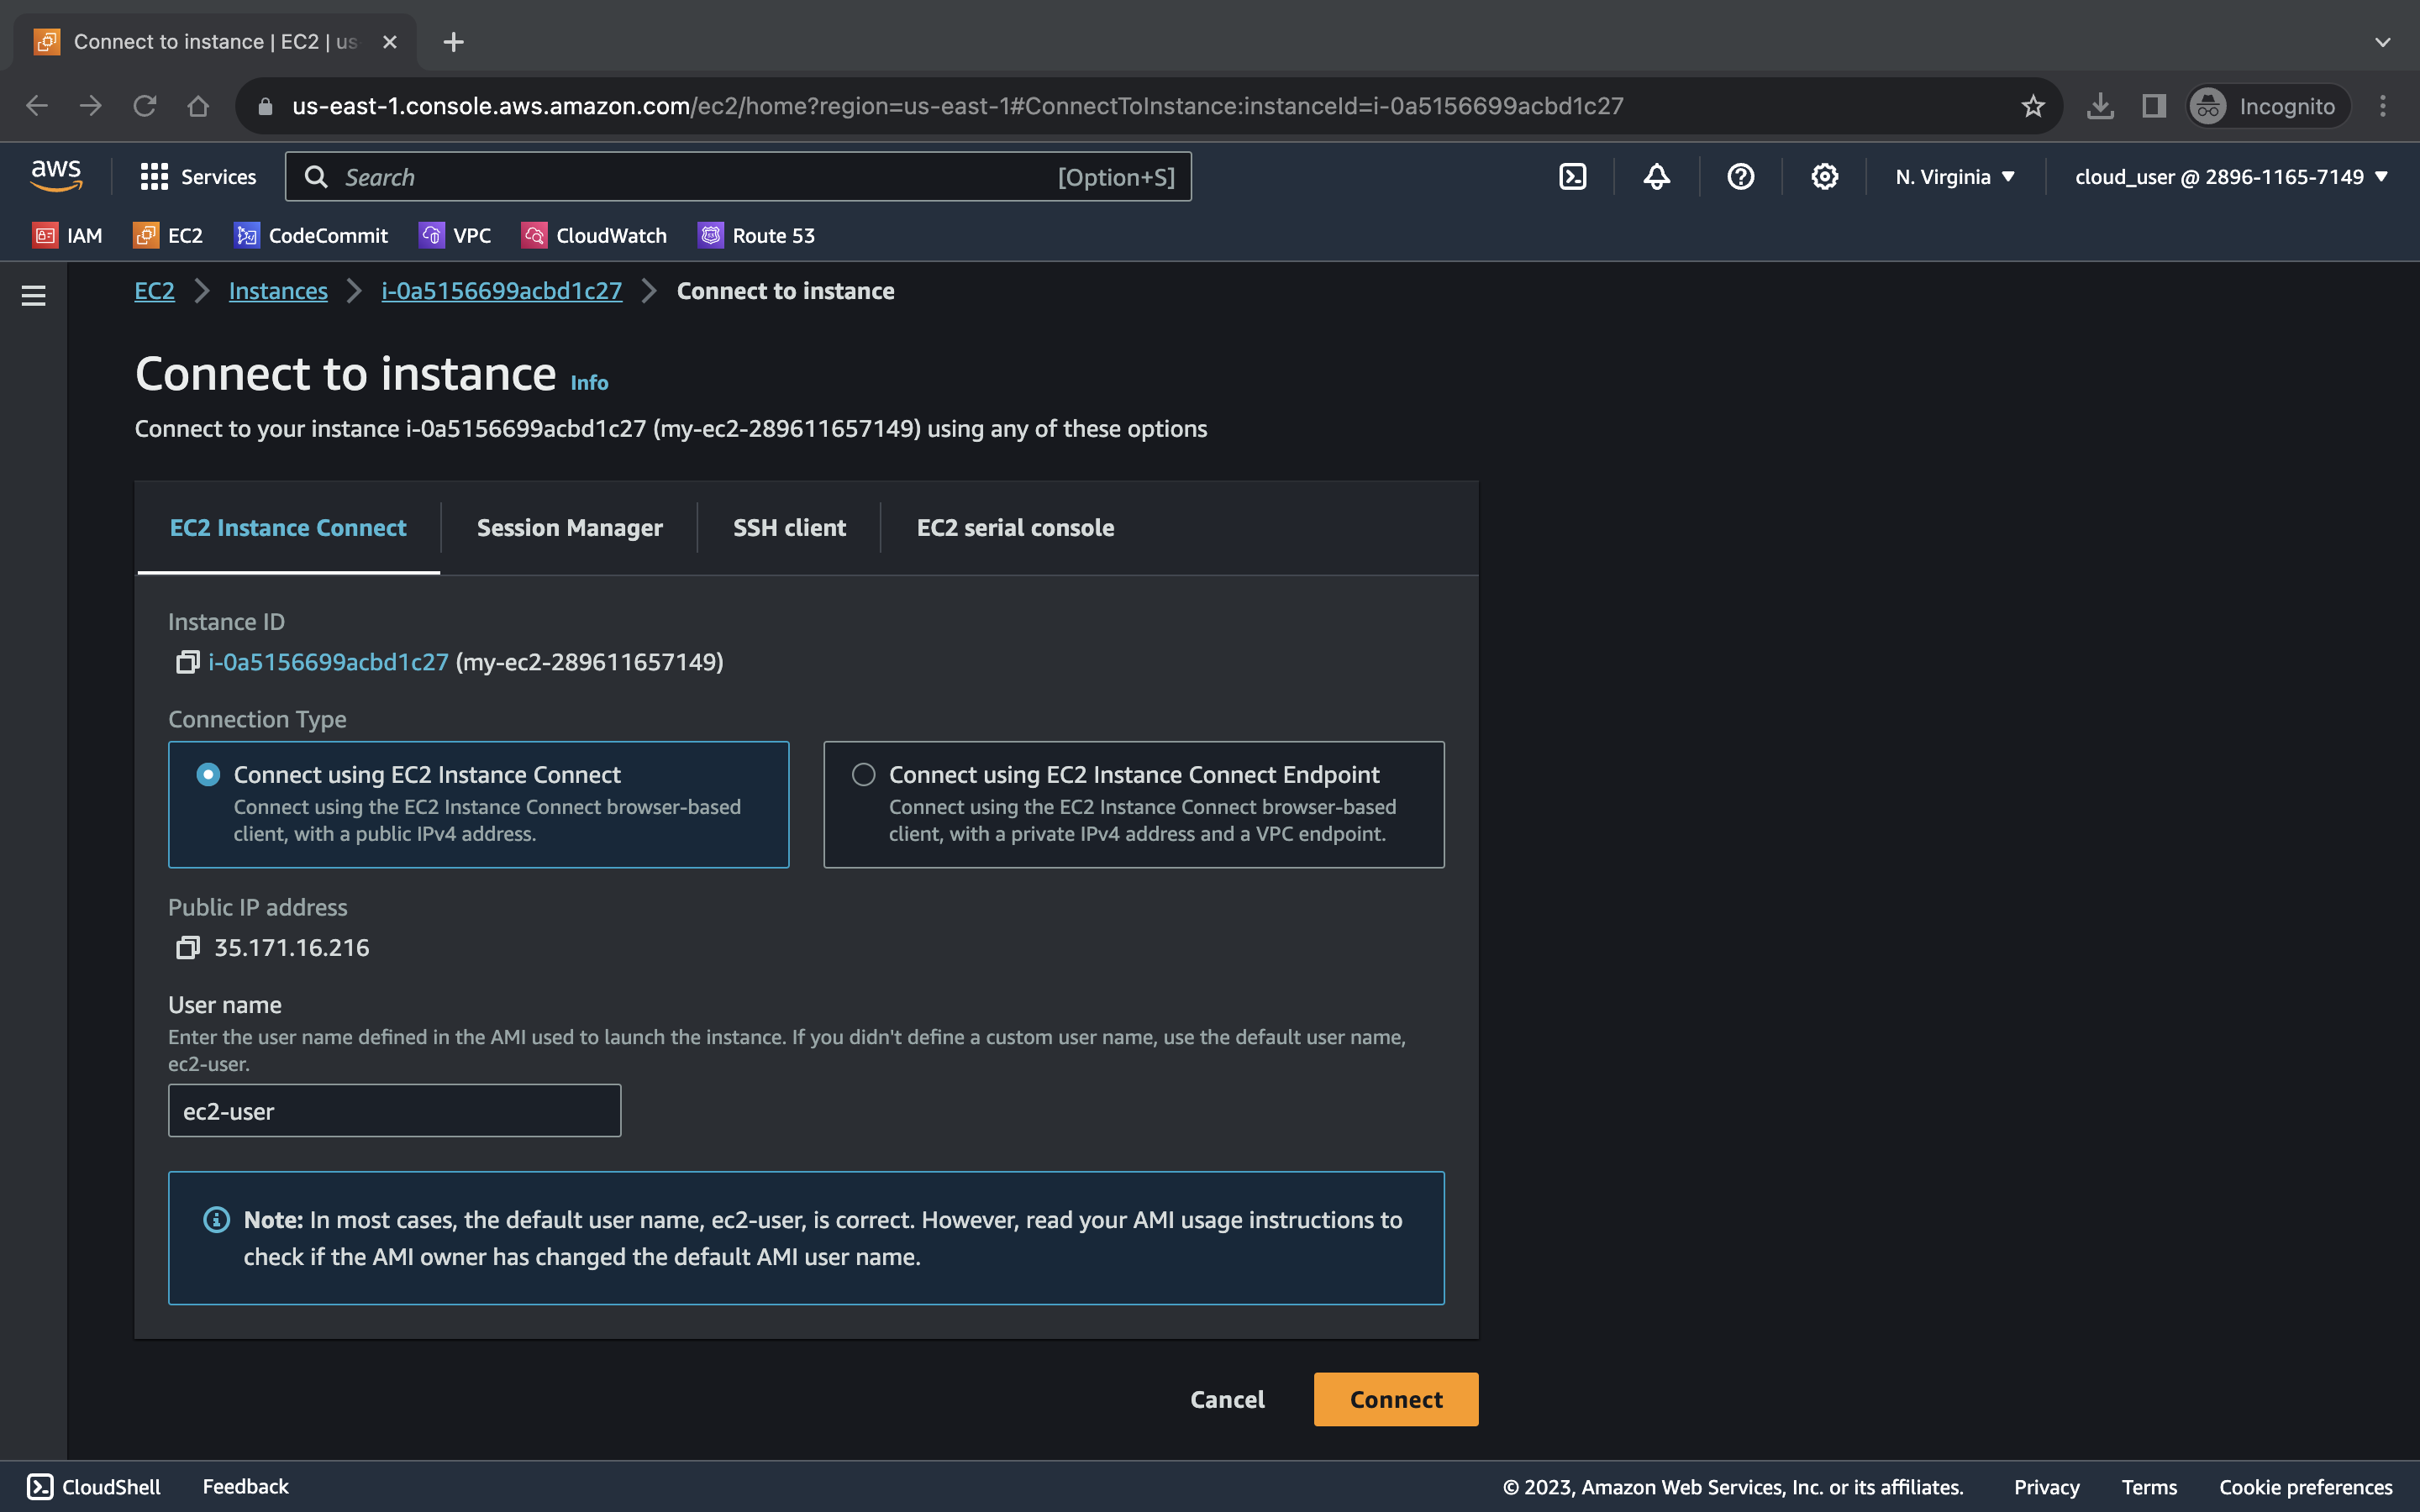 Connect to instance | EC2 | us
us-east-1.console.aws.amazon.com/ec2/home?region=us-east-1#ConnectToInstance:instanceId=i-0a5156699acbd1c27
Incognito
aws
Services
Search
[Option+S]
N. Virginia
cloud_user @ 2896-1165-7149
IAM
EC2
CodeCommit
VPC
CloudWatch
Route 53
EC2
Instances
i-0a5156699acbd1c27
Connect to instance
Connect to instance Info
Connect to your instance i-0a5156699acbd1c27 (my-ec2-289611657149) using any of these options
EC2 Instance Connect
Session Manager
SSH client
EC2 serial console
Instance ID
i-0a5156699acbd1c27 (my-ec2-289611657149)
Connection Type
Connect using EC2 Instance Connect
Connect using the EC2 Instance Connect browser-based
client, with a public IPv4 address.
Connect using EC2 Instance Connect Endpoint
Connect using the EC2 Instance Connect browser-based
client, with a private IPv4 address and a VPC endpoint.
Public IP address
35.171.16.216
User name
Enter the user name defined in the AMI used to launch the instance. If you didn't define a custom user name, use the default user name,
ec2-user.
ec2-user
Note: In most cases, the default user name, ec2-user, is correct. However, read your AMI usage instructions to
check if the AMI owner has changed the default AMI user name.
Cancel
Connect
CloudShell
Feedback
© 2023, Amazon Web Services, Inc. or its affiliates.
Privacy
Terms
Cookie preferences